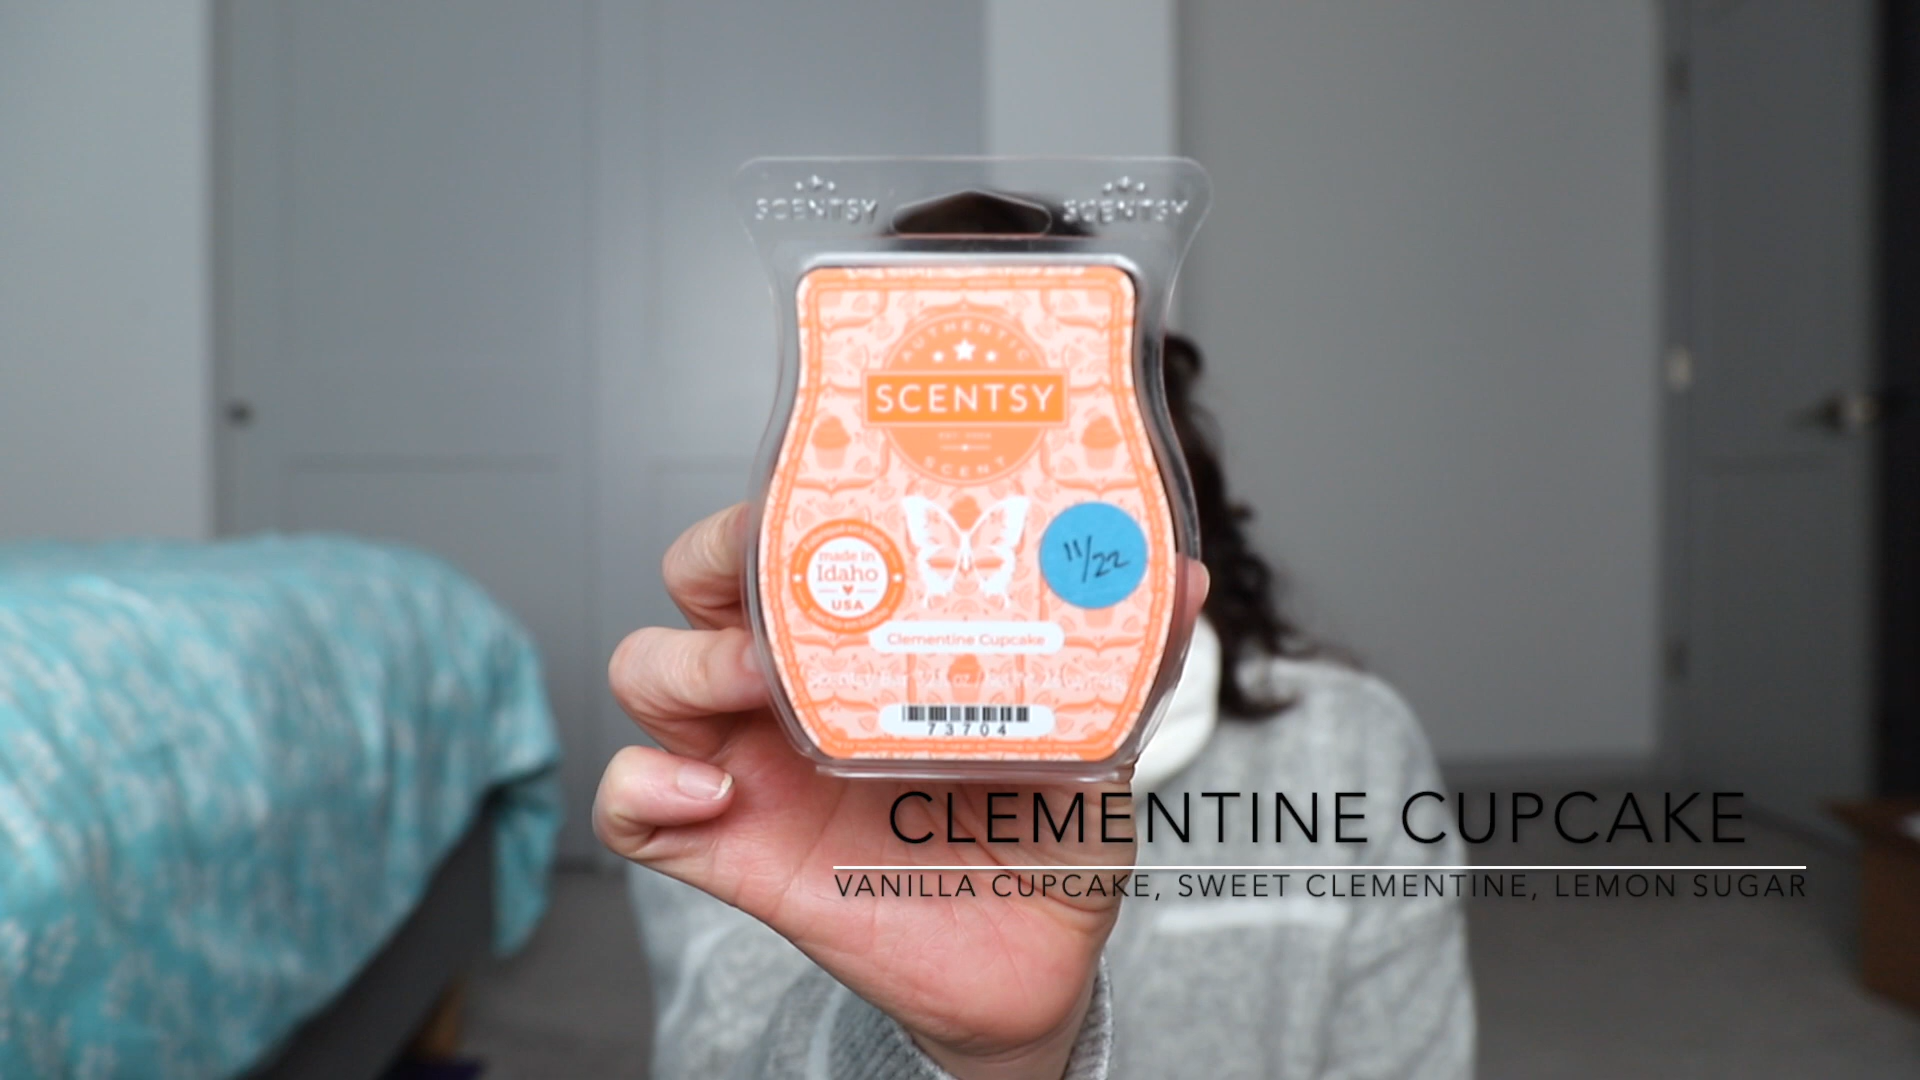 SCENTSY SCENTSY
AUTHENTIC
SCENTSY
SCENT
11/22
made in
Idaho
USA
Clementine Cupcake
73704
CLEMENTINE CUPCAKE
VANILLA CUPCAKE, SWEET CLEMENTINE, LEMON SUGAR